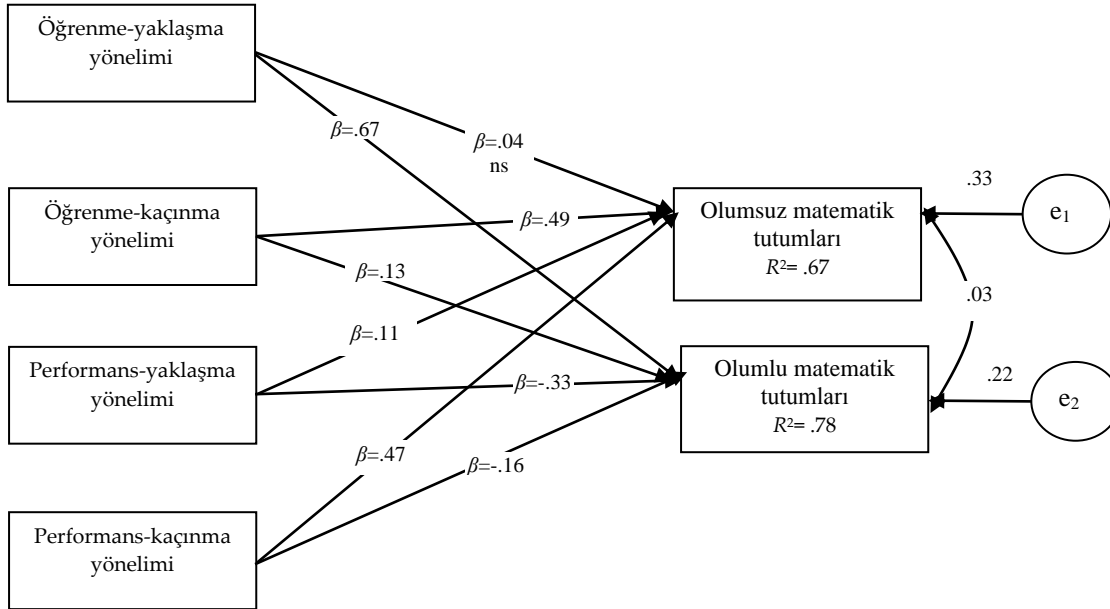 Öğrenme-yaklaşma
yönelimi
β=.67
β=.04
ns
Öğrenme-kaçınma
yönelimi
β=.49
Olumsuz matematik
tutumları
R²= .67
.33
e₁
β=.13
.03
β=.11
Performans-yaklaşma
yönelimi
β=-.33
Olumlu matematik
tutumları
R²= .78
.22
e₂
β=.47
β=-.16
Performans-kaçınma
yönelimi